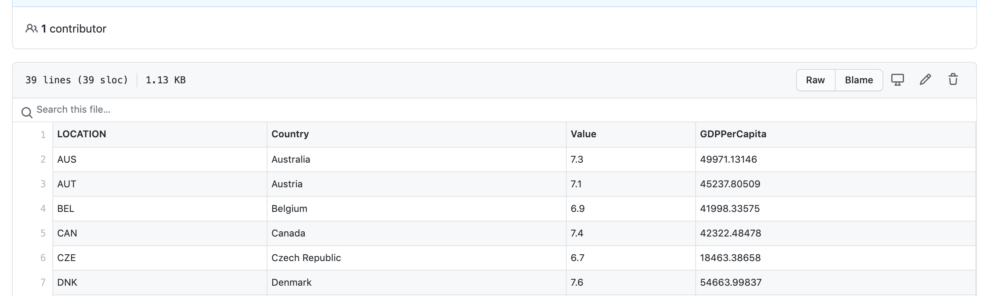 1 contributor
39 lines (39 sloc) 1.13 KB
Raw Blame
Search this file...
1 LOCATION Country Value GDPPerCapita
2 AUS Australia 7.3 49971.13146
3 AUT Austria 7.1 45237.80509
4 BEL Belgium 6.9 41998.33575
5 CAN Canada 7.4 42322.48478
6 CZE Czech Republic 6.7 18463.38658
7 DNK Denmark 7.6 54663.99837